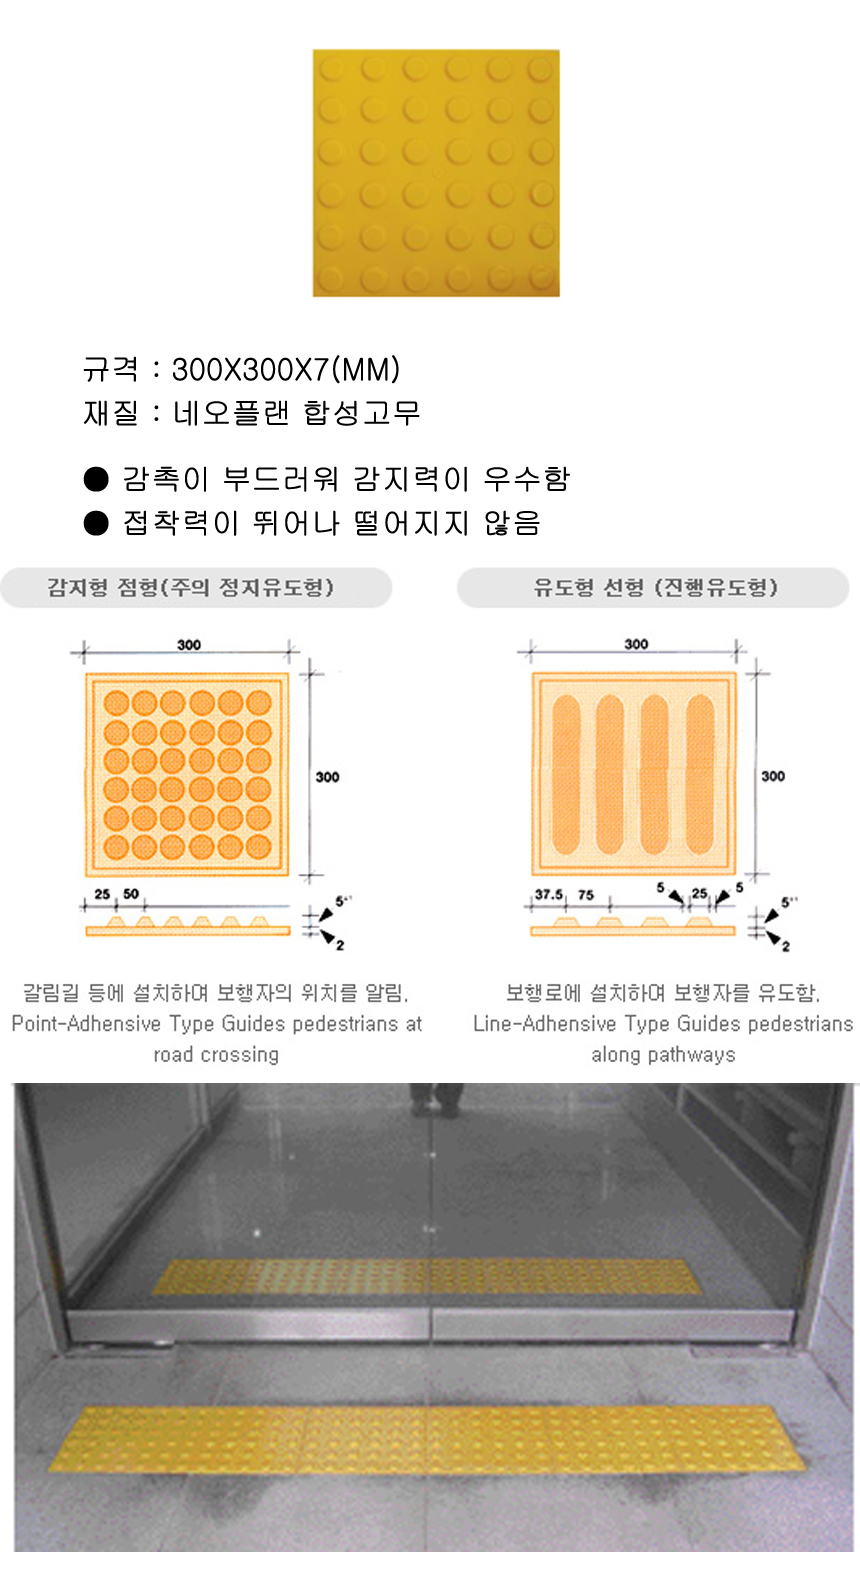 규격 : 300X300X7(MM)
재질 : 네오플랜 합성고무
● 감촉이 부드러워 감지력이 우수함
● 접착력이 뛰어나 떨어지지 않음
감지형 점형(주의 정지유도형)
300
300
25 50
5
2
갈림길 등에 설치하며 보행자의 위치를 알림.
Point-Adhensive Type Guides pedestrians at
road crossing
유도형 선형 (진행유도형)
300
300
37.5 75 5 25 5
5
2
보행로에 설치하며 보행자를 유도함.
Line-Adhensive Type Guides pedestrians
along pathways